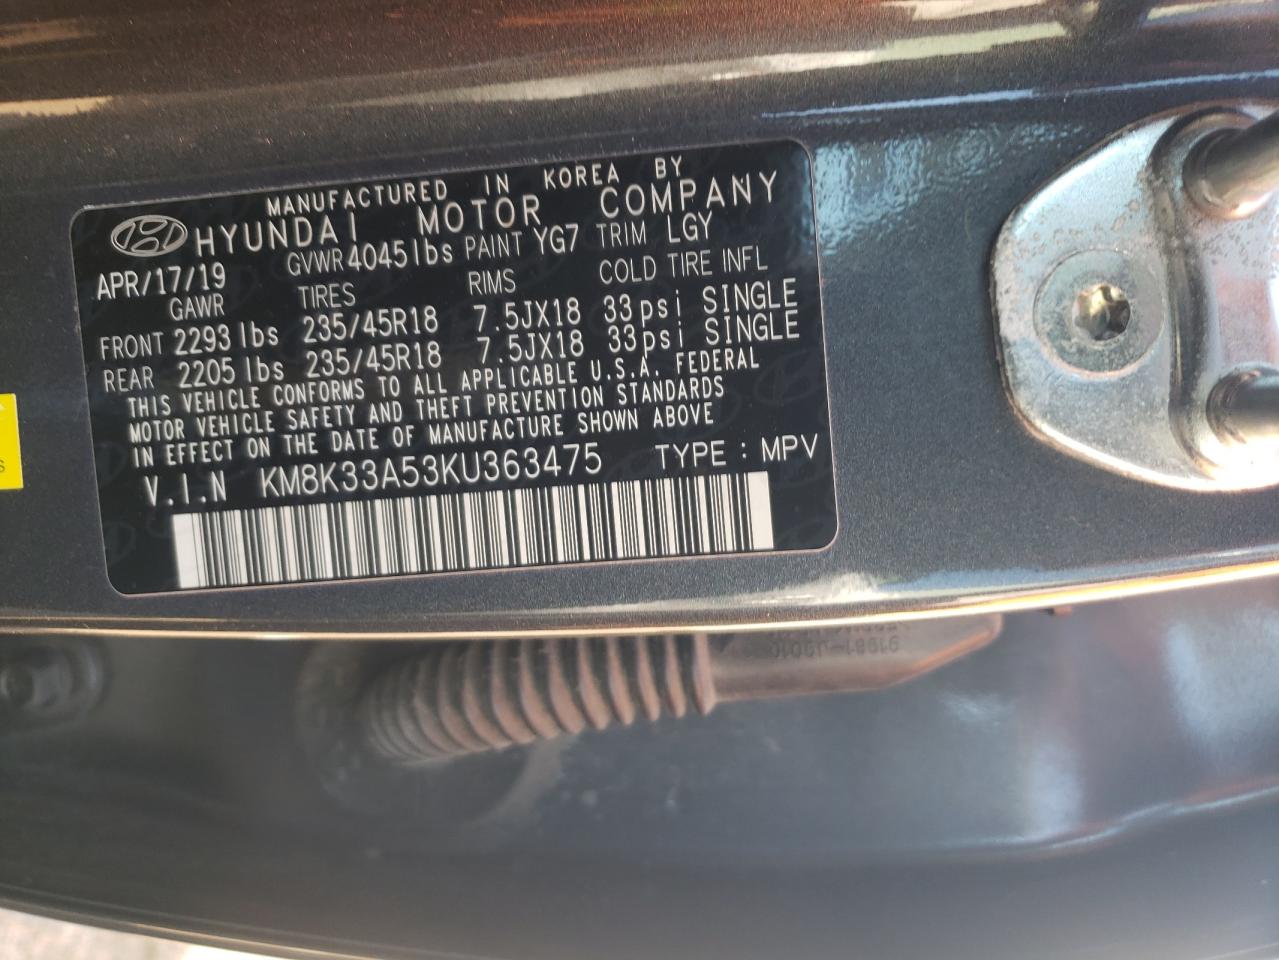 MANUFACTURED IN KOREA BY
HYUNDAI MOTOR COMPANY
APR/17/19 GVWR 4045 lbs PAINT YG7 TRIM LGY
GAWR TIRES RIMS COLD TIRE INFL
FRONT 2293 lbs 235/45R18 7.5JX18 33 psi SINGLE
REAR 2205 lbs 235/45R18 7.5JX18 33 psi SINGLE
THIS VEHICLE CONFORMS TO ALL APPLICABLE U.S.A. FEDERAL
MOTOR VEHICLE SAFETY AND THEFT PREVENTION STANDARDS
IN EFFECT ON THE DATE OF MANUFACTURE SHOWN ABOVE
V.I.N KM8K33A53KU363475 TYPE : MPV